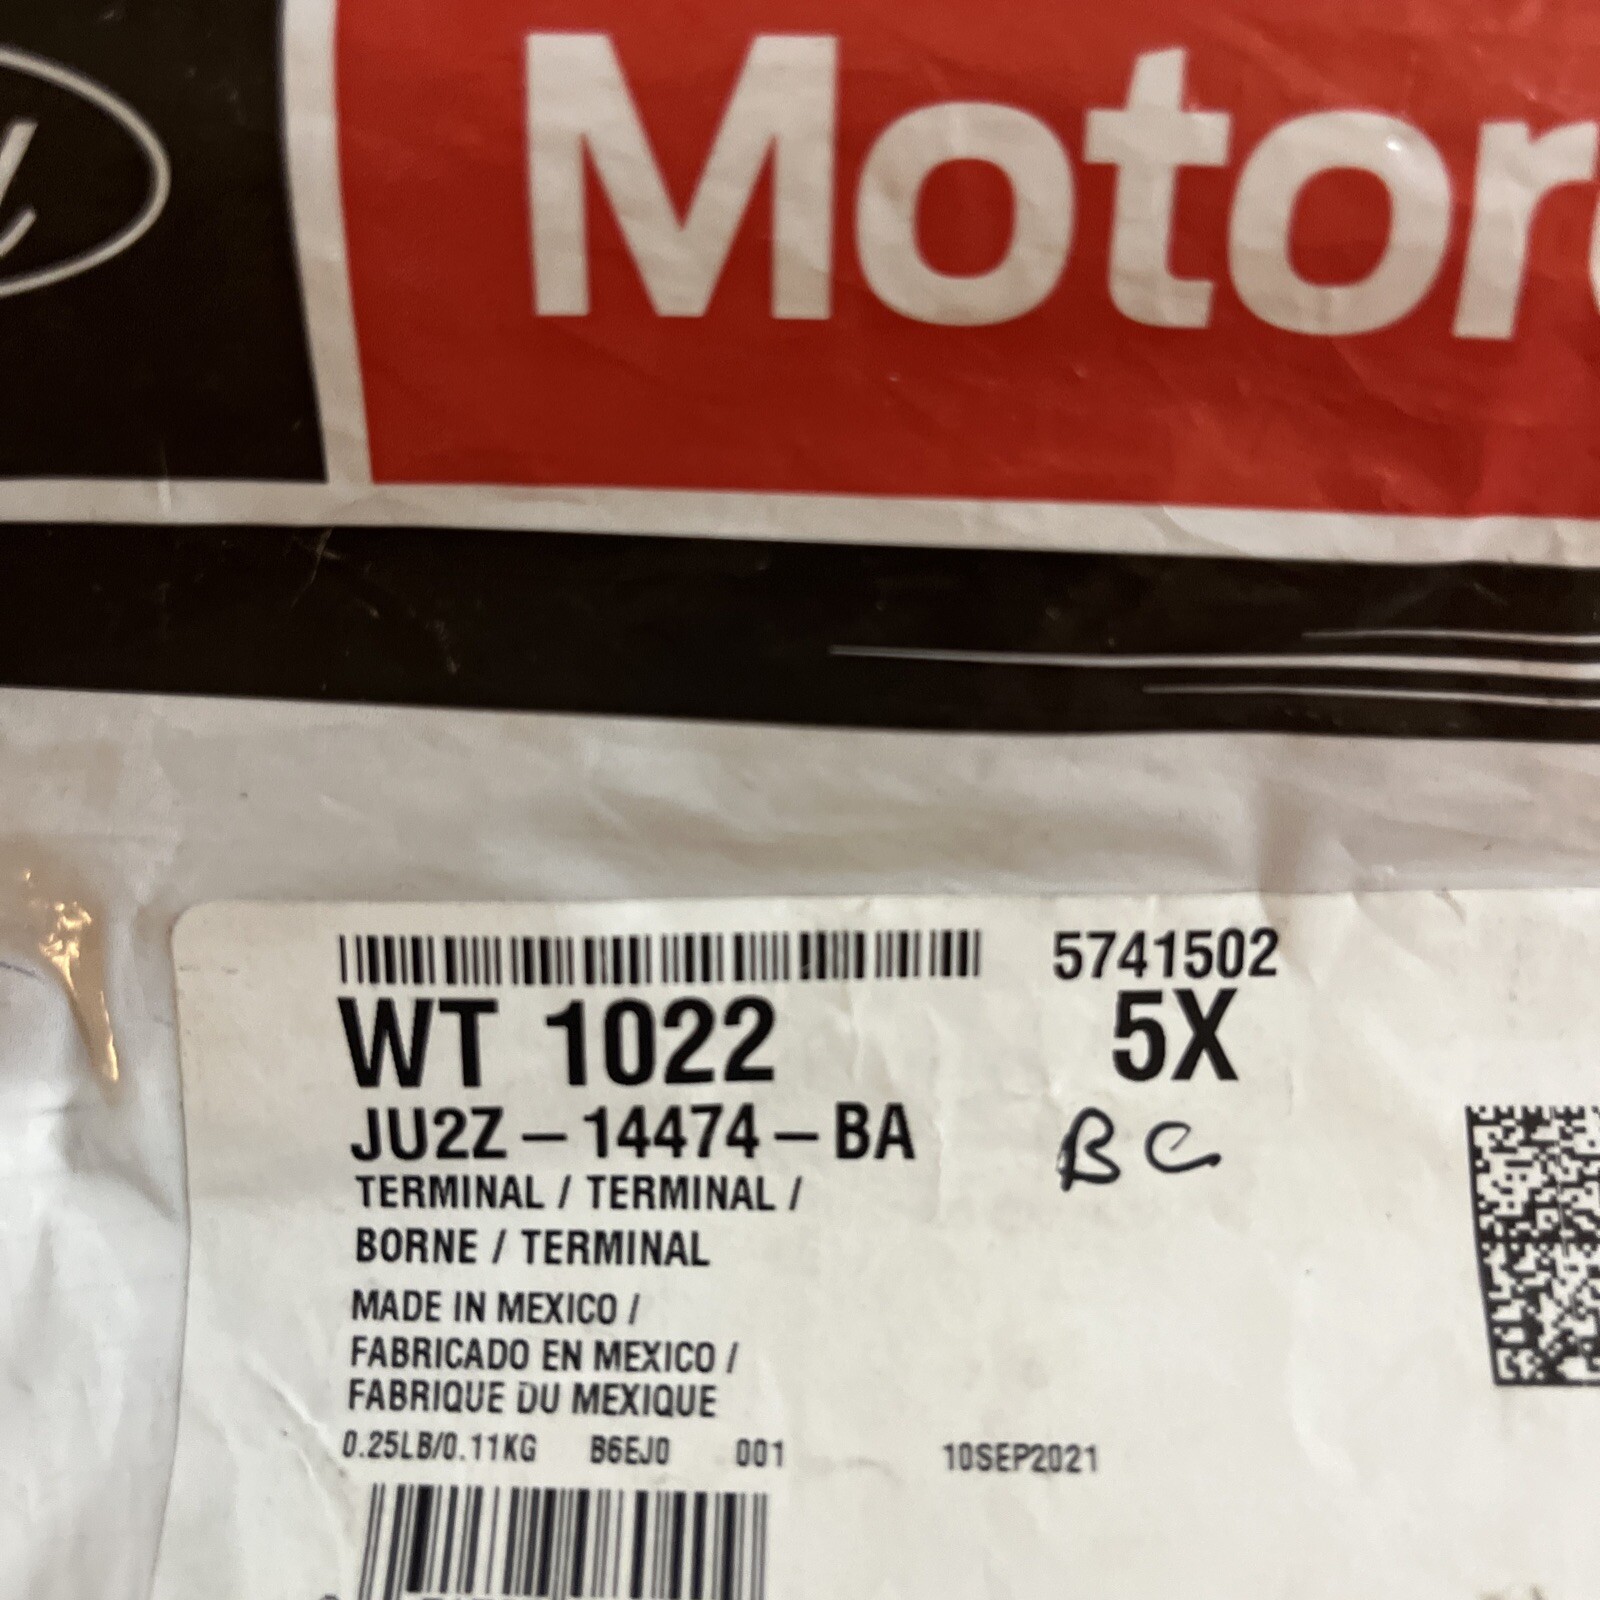 Motor
5741502
WT 1022 5X
JU2Z-14474-BA BC
TERMINAL / TERMINAL /
BORNE / TERMINAL
MADE IN MEXICO /
FABRICADO EN MEXICO /
FABRIQUE DU MEXIQUE
0.25LB/0.11KG B6EJ0 001 10SEP2021